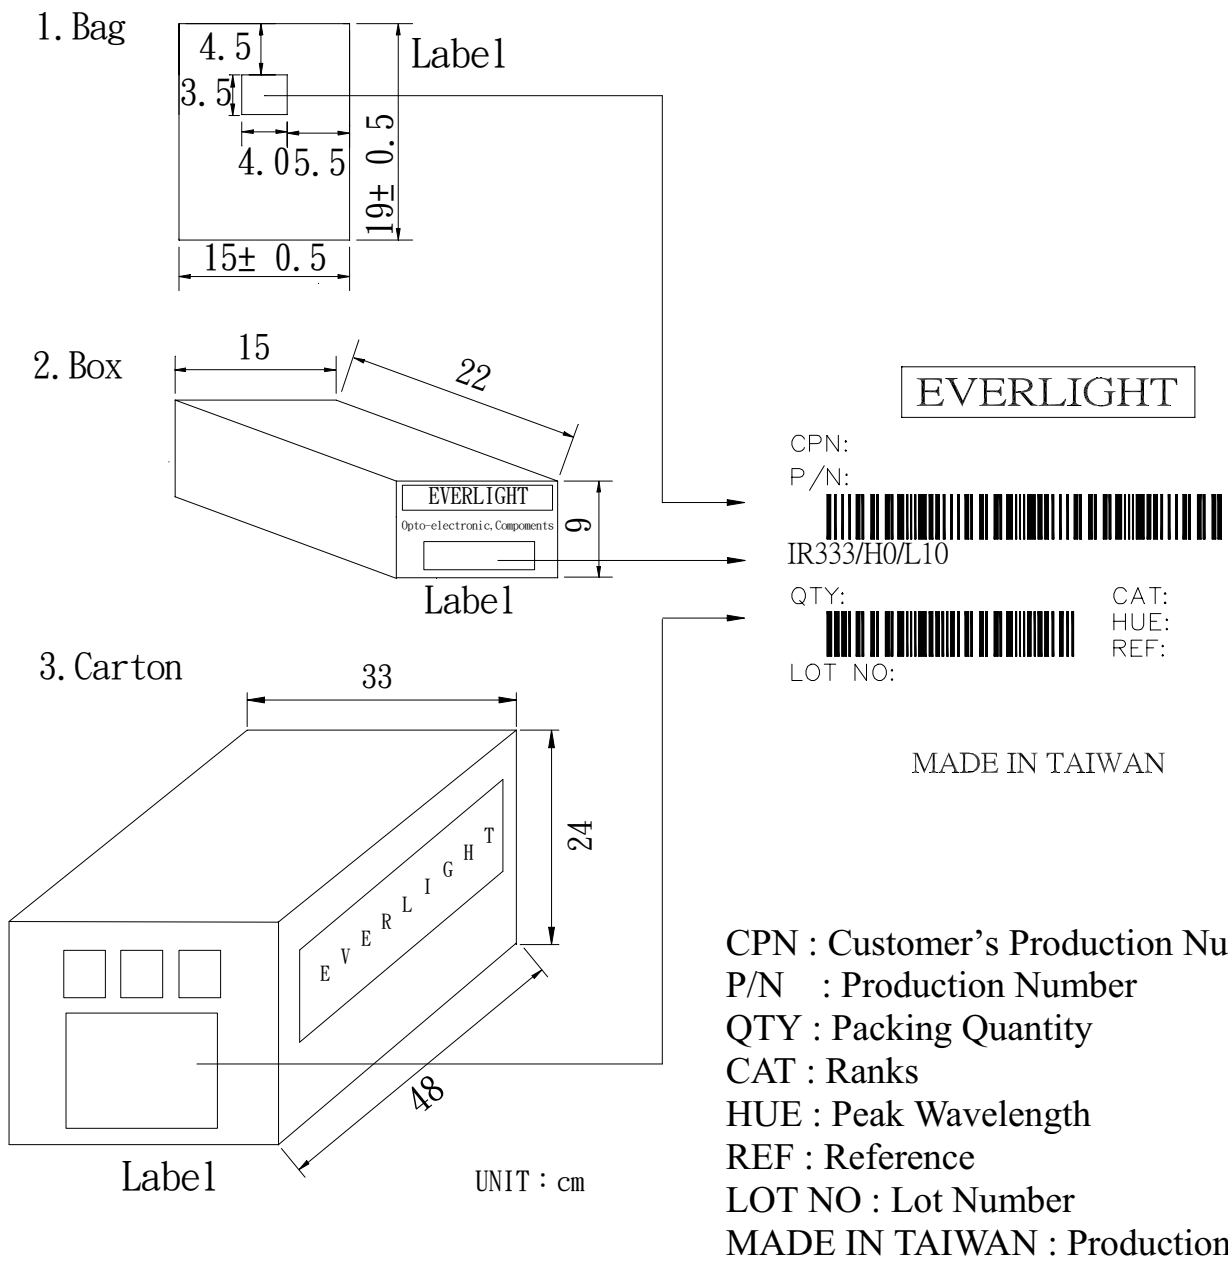 1. Bag
4.5
Label
3.5
4.0
5.5
19± 0.5
15± 0.5
2. Box
15
22
EVERLIGHT
Opto-electronic, Compoments
9
Label
3. Carton
33
24
EVERLIGHT
48
Label
UNIT：cm
EVERLIGHT
CPN:
P/N:
IR333/H0/L10
QTY:
CAT:
HUE:
REF:
LOT NO:
MADE IN TAIWAN
CPN : Customer’s Production Nu
P/N : Production Number
QTY : Packing Quantity
CAT : Ranks
HUE : Peak Wavelength
REF : Reference
LOT NO : Lot Number
MADE IN TAIWAN : Production